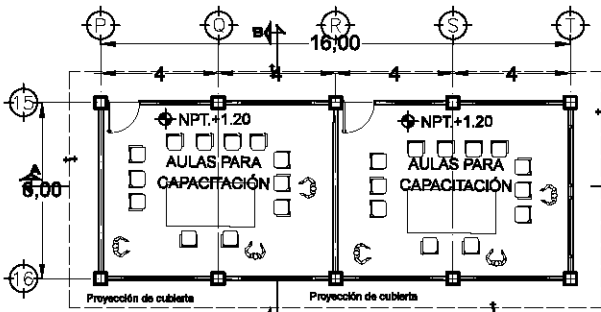 P Q R S T
B
16,00
4 4 4 4
15
NPT.+1.20 NPT.+1.20
AULAS PARA AULAS PARA
CAPACITACIÓN CAPACITACIÓN
A
6,00
16
Proyección de cubierta Proyección de cubierta